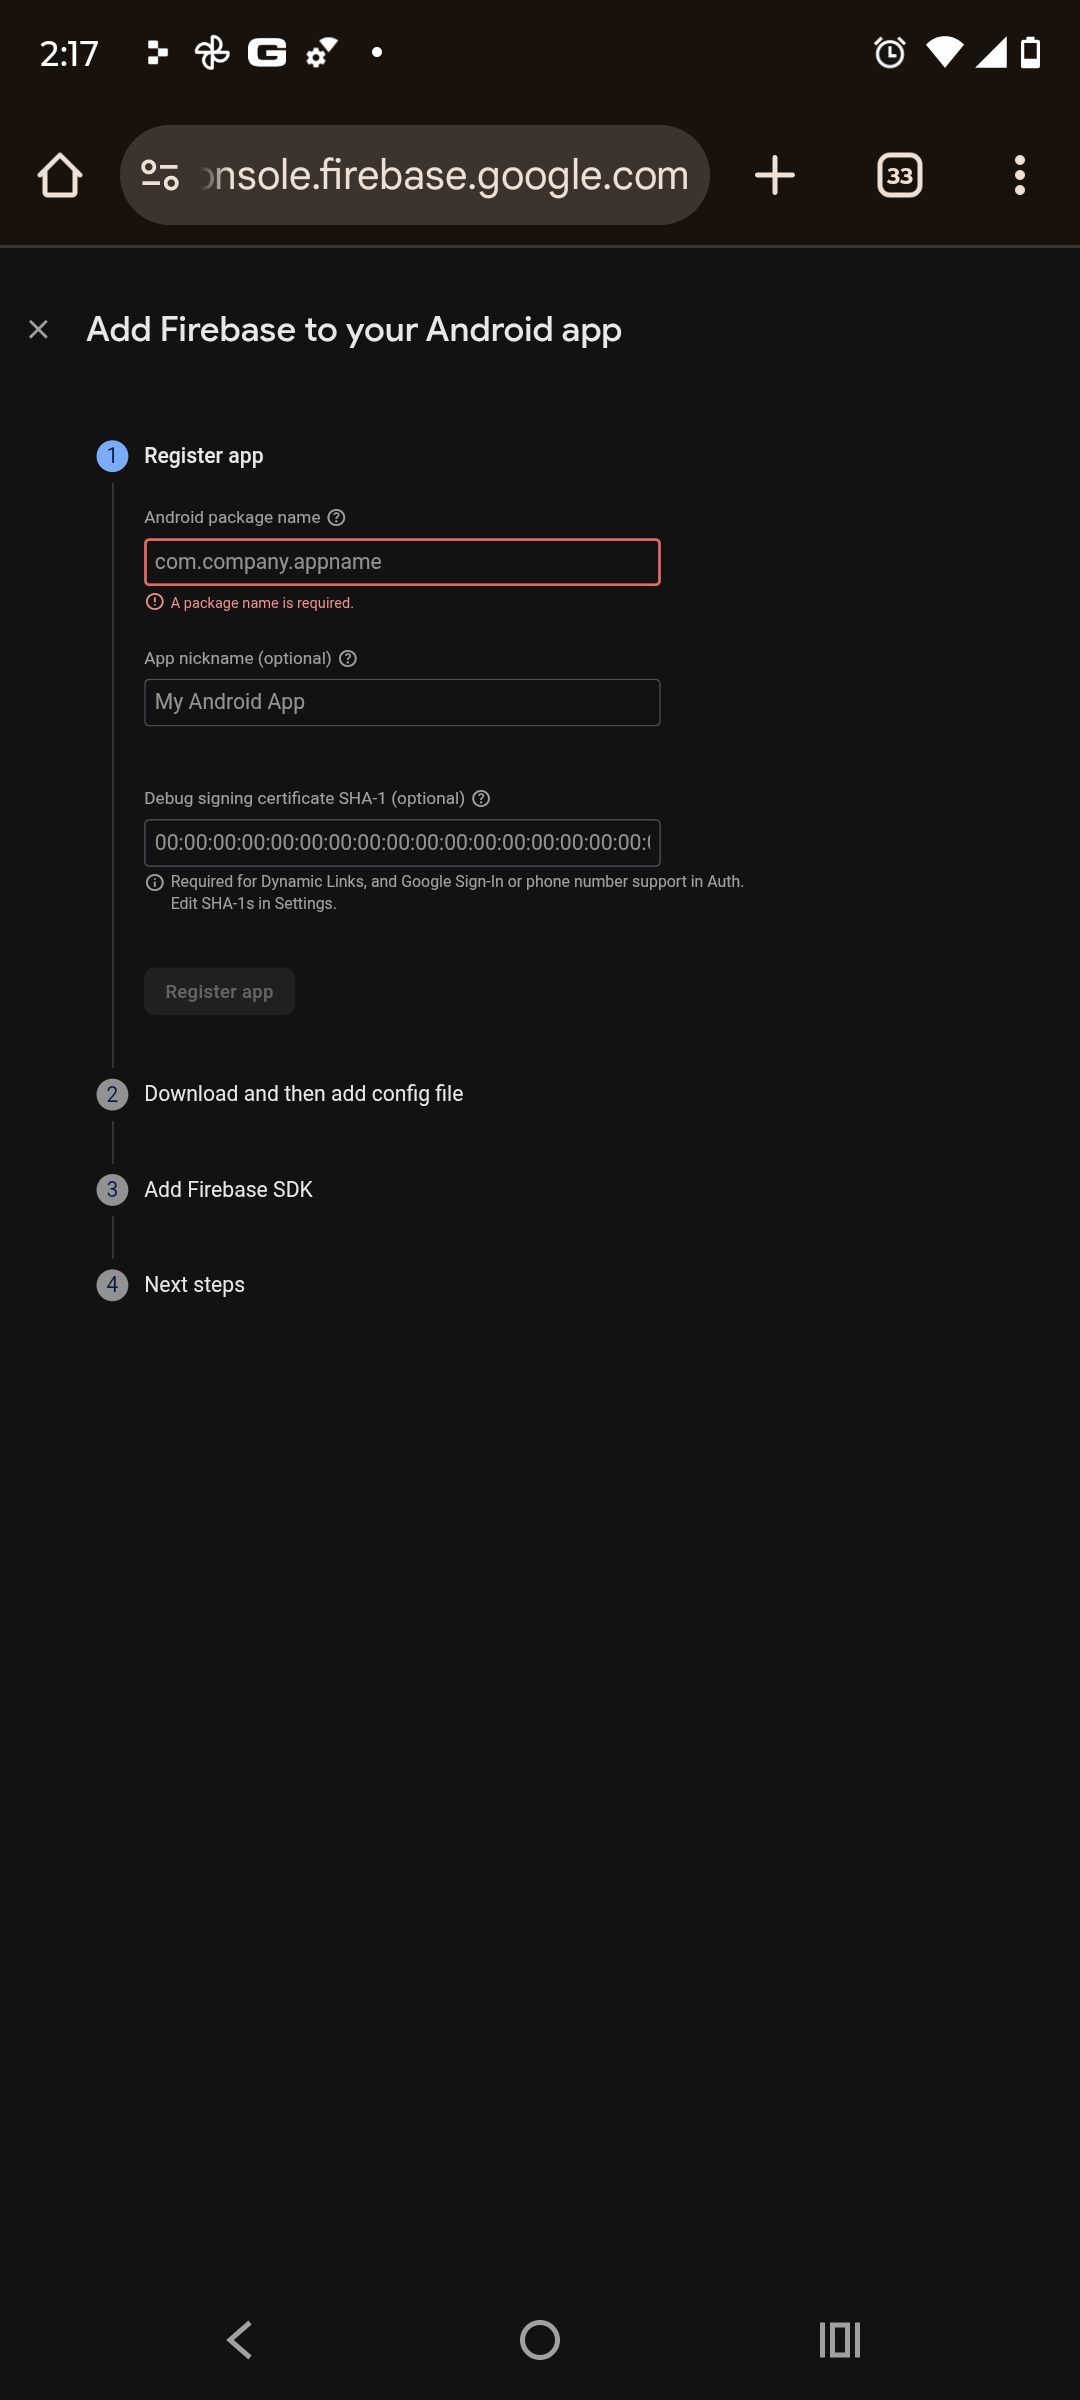 2:17
onsole.firebase.google.com
33
Add Firebase to your Android app
1 Register app
Android package name
com.company.appname
A package name is required.
App nickname (optional)
My Android App
Debug signing certificate SHA-1 (optional)
00:00:00:00:00:00:00:00:00:00:00:00:00:00:00:00:00:0
Required for Dynamic Links, and Google Sign-In or phone number support in Auth.
Edit SHA-1s in Settings.
Register app
2 Download and then add config file
3 Add Firebase SDK
4 Next steps